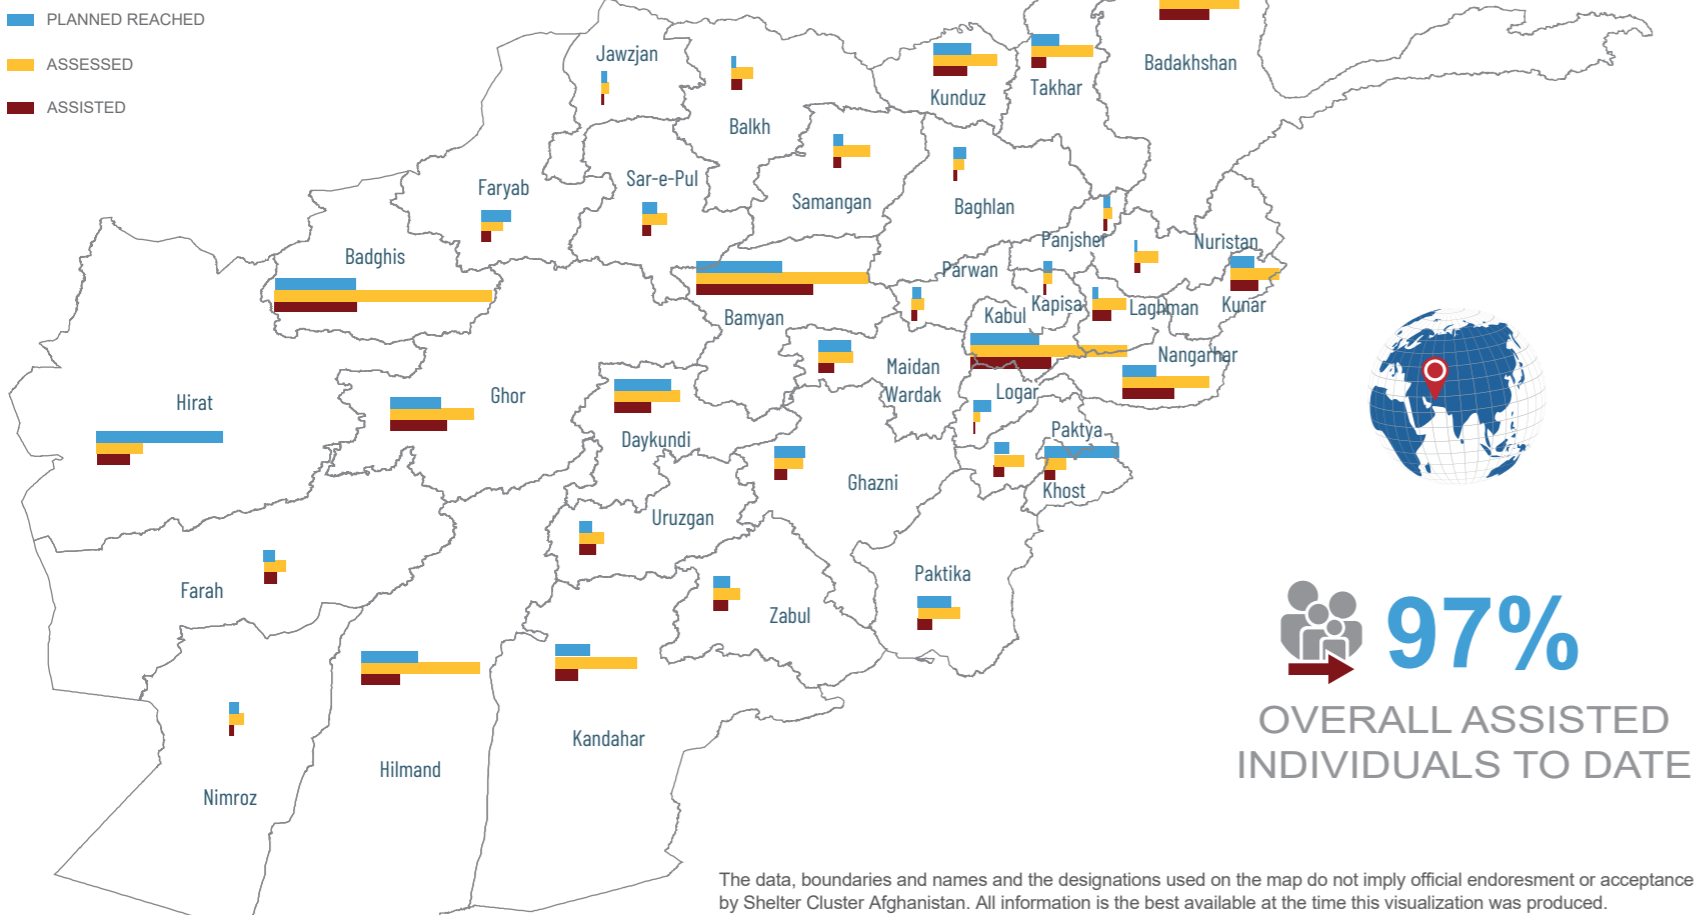 PLANNED REACHED
ASSESSED
ASSISTED
Jawzjan
Balkh
Kunduz
Takhar
Badakhshan
Faryab
Sar-e-Pul
Samangan
Baghlan
Badghis
Panjsher
Nuristan
Parwan
Bamyan
Kapisa
Laghman
Kunar
Kabul
Nangarhar
Maidan
Wardak
Logar
Hirat
Ghor
Daykundi
Paktya
Ghazni
Khost
Uruzgan
Farah
Paktika
Zabul
Kandahar
Hilmand
Nimroz
97%
OVERALL ASSISTED
INDIVIDUALS TO DATE
The data, boundaries and names and the designations used on the map do not imply official endoresment or acceptance
by Shelter Cluster Afghanistan. All information is the best available at the time this visualization was produced.